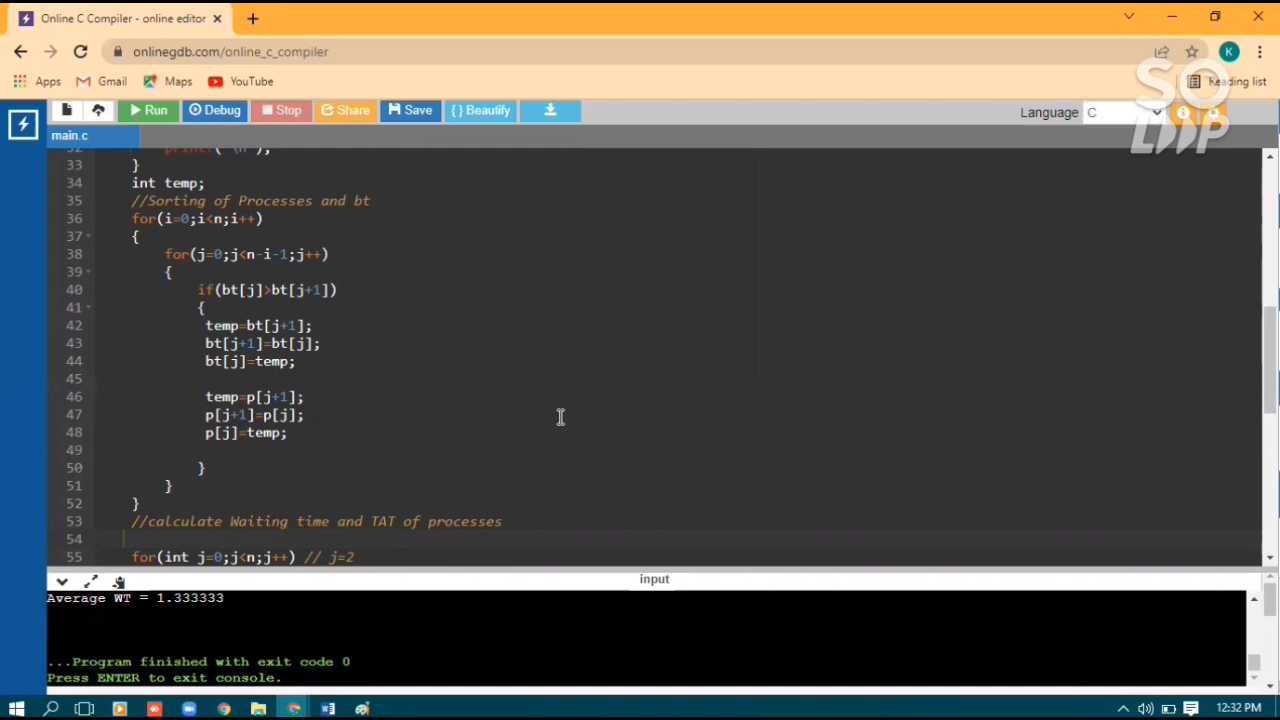 Online C Compiler - online editor
onlinegdb.com/online_c_compiler
K
Apps Gmail Maps YouTube Reading list
SOLIIP
Run Debug Stop Share Save { } Beautify Language C
main.c
33 }
34 int temp;
35 //Sorting of Processes and bt
36 for(i=0;i<n;i++)
37 {
38 for(j=0;j<n-i-1;j++)
39 {
40 if(bt[j]>bt[j+1])
41 {
42 temp=bt[j+1];
43 bt[j+1]=bt[j];
44 bt[j]=temp;
45
46 temp=p[j+1];
47 p[j+1]=p[j];
48 p[j]=temp;
49
50 }
51 }
52 }
53 //calculate Waiting time and TAT of processes
54
55 for(int j=0;j<n;j++) // j=2
input
Average WT = 1.333333
...Program finished with exit code 0
Press ENTER to exit console.
12:32 PM